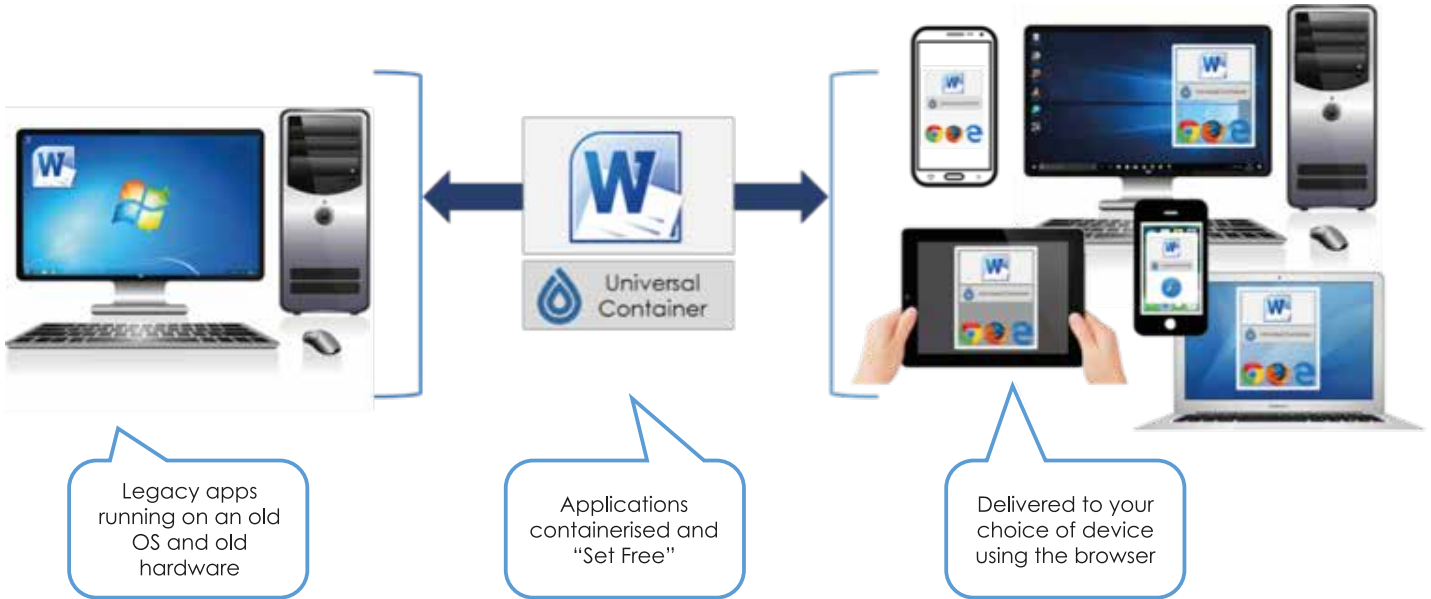 W
W
Universal
Container
W
W
W
W
W
Legacy apps
running on an old
OS and old
hardware
Applications
containerised and
“Set Free”
Delivered to your
choice of device
using the browser